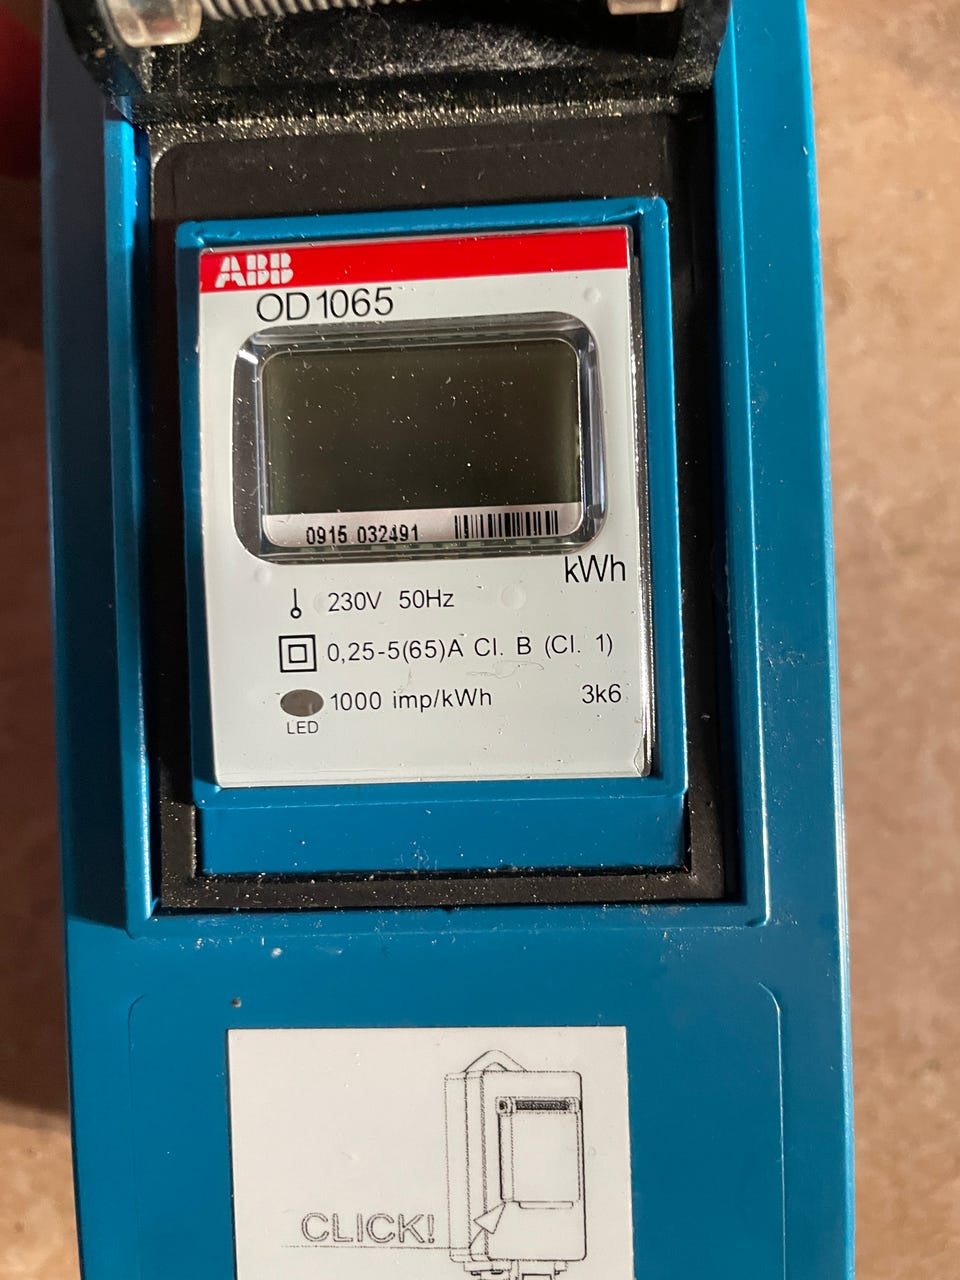 ABB
OD1065
0915 032491
kWh
230V 50Hz
0,25-5(65)A Cl. B (Cl. 1)
1000 imp/kWh 3k6
LED
CLICK!